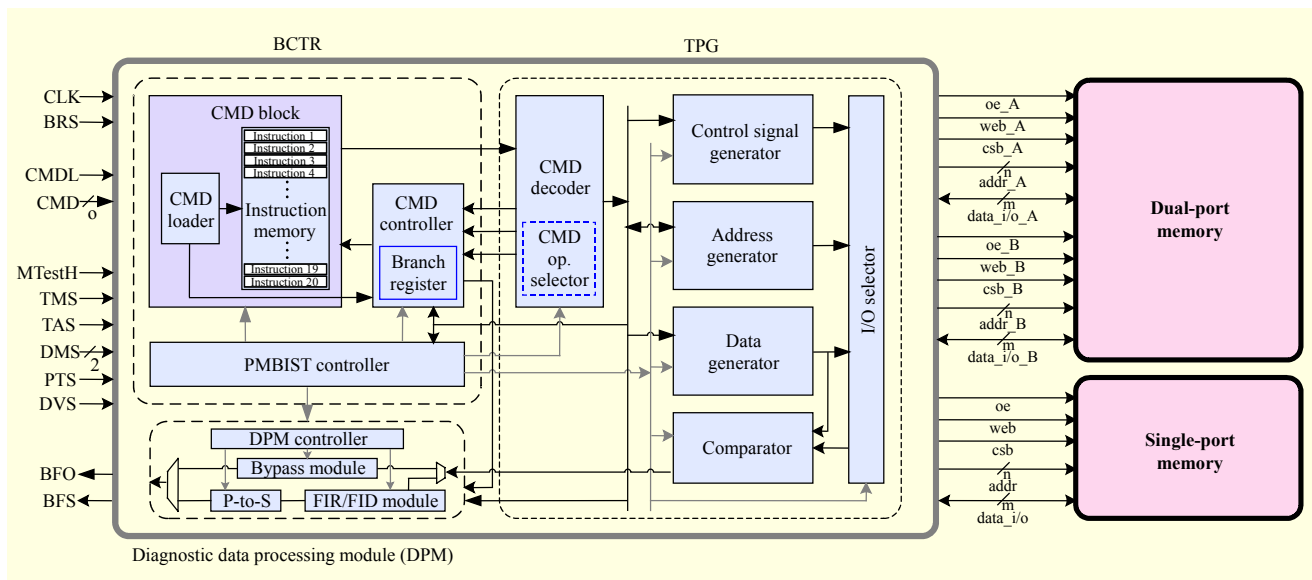 BCTR
TPG
CLK
BRS
CMDL
CMD
o
MTestH
TMS
TAS
DMS
2
PTS
DVS
BFO
BFS
CMD block
Instruction 1
Instruction 2
Instruction 3
Instruction 4
Instruction
memory
Instruction 19
Instruction 20
CMD
loader
CMD
controller
Branch
register
PMBIST controller
CMD
decoder
CMD
op.
selector
Control signal
generator
Address
generator
Data
generator
Comparator
I/O selector
DPM controller
Bypass module
P-to-S
FIR/FID module
Diagnostic data processing module (DPM)
oe_A
web_A
csb_A
n
addr_A
m
data_i/o_A
oe_B
web_B
csb_B
n
addr_B
m
data_i/o_B
Dual-port
memory
oe
web
csb
n
addr
m
data_i/o
Single-port
memory